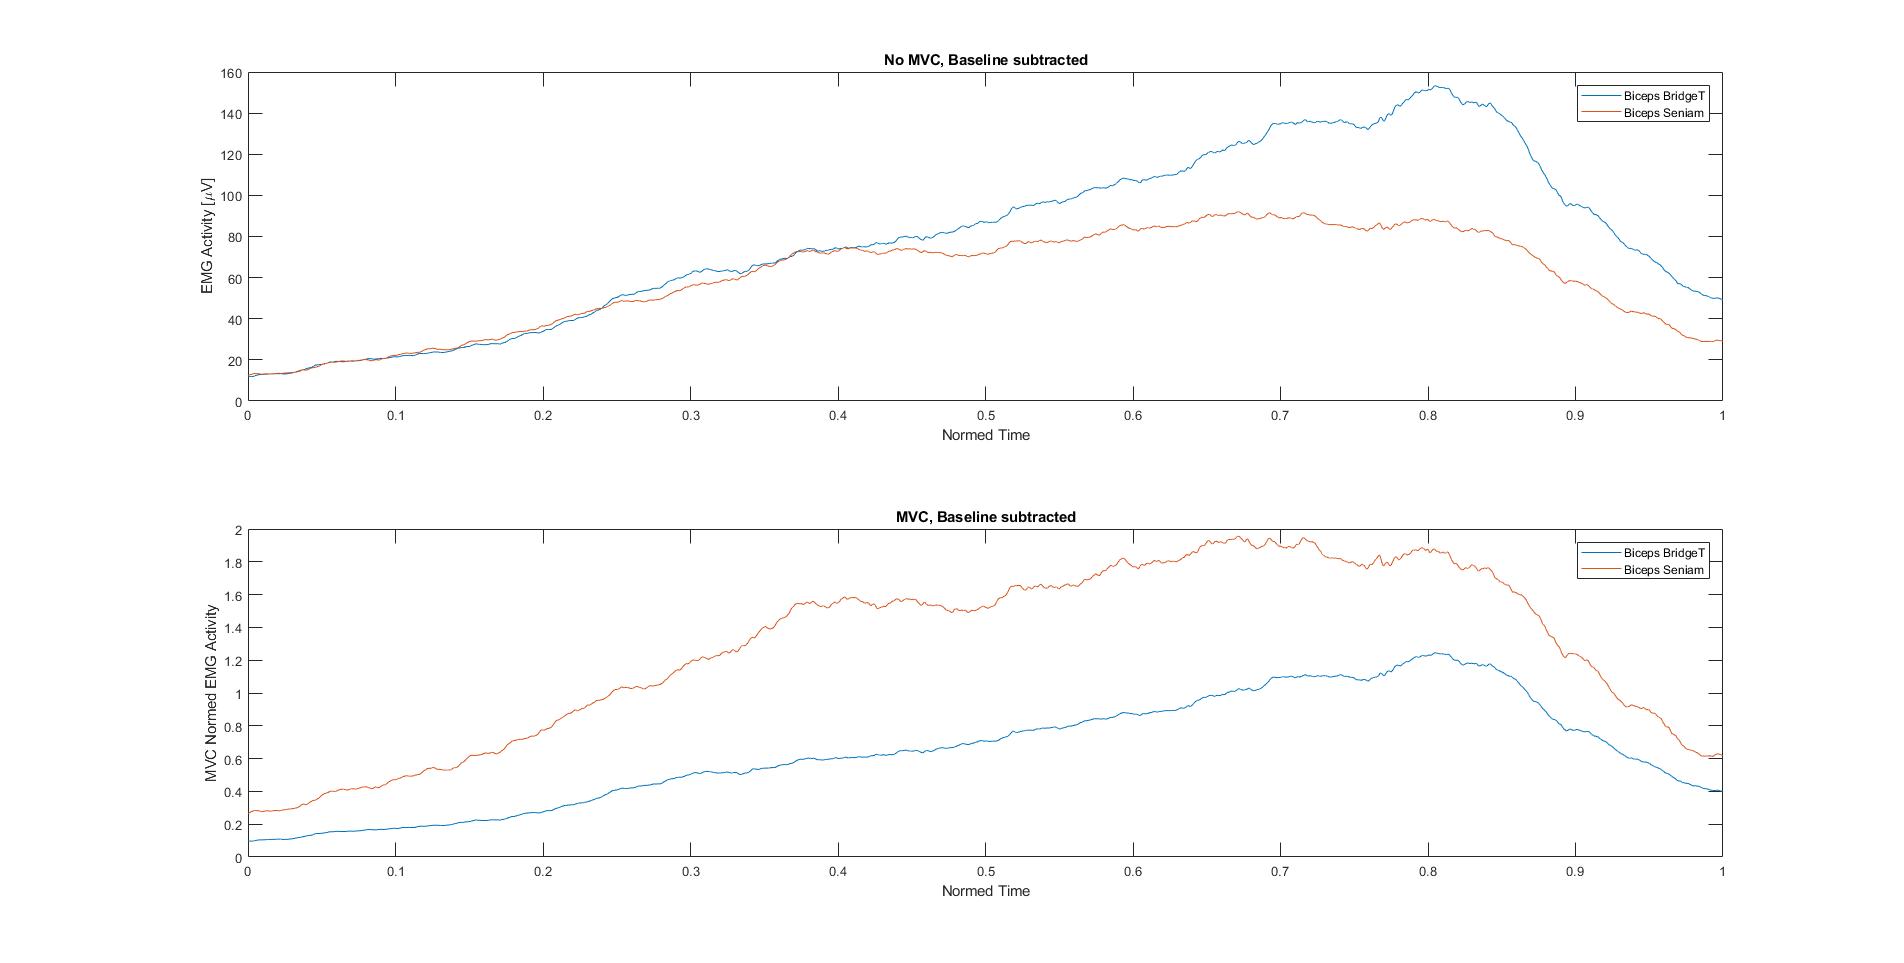 No MVC, Baseline subtracted
160
140
120
100
80
60
40
20
0
EMG Activity [μV]
Biceps BridgeT
Biceps Seniam
0 0.1 0.2 0.3 0.4 0.5 0.6 0.7 0.8 0.9 1
Normed Time
MVC, Baseline subtracted
2
1.8
1.6
1.4
1.2
1
0.8
0.6
0.4
0.2
0
MVC Normed EMG Activity
Biceps BridgeT
Biceps Seniam
0 0.1 0.2 0.3 0.4 0.5 0.6 0.7 0.8 0.9 1
Normed Time